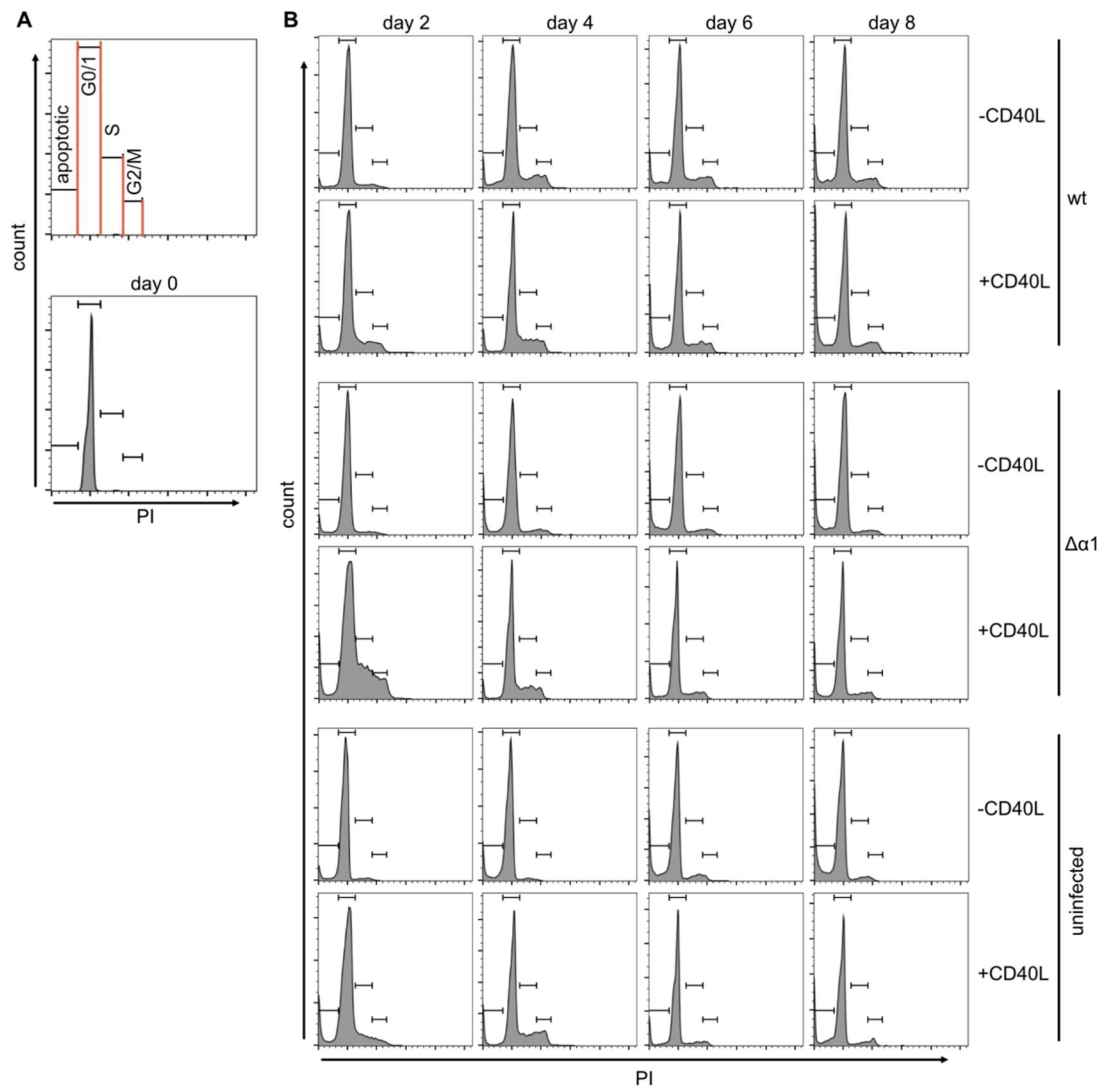 A
apoptotic
G0/1
S
G2/M
count
day 0
PI
B
day 2
day 4
day 6
day 8
-CD40L
+CD40L
wt
-CD40L
+CD40L
Δα1
-CD40L
+CD40L
uninfected
count
PI